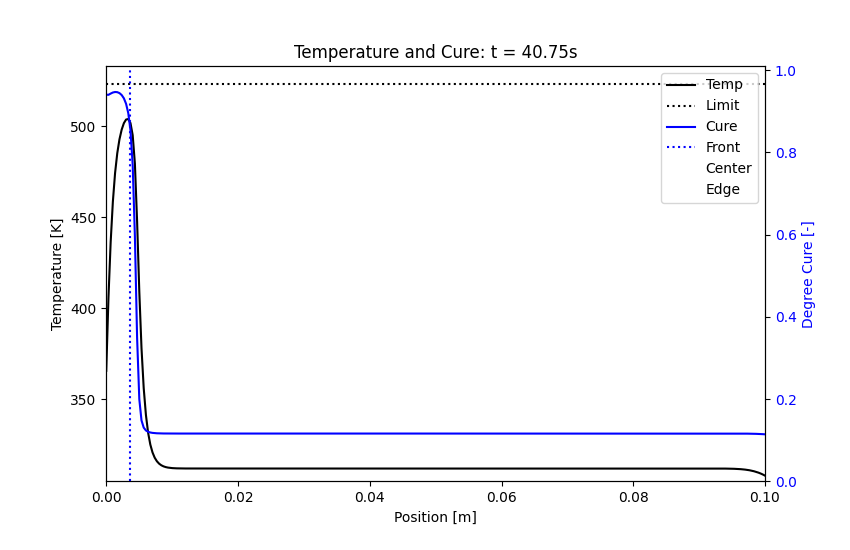 Temperature and Cure: t = 40.75s
Temperature [K]
500
450
400
350
Temp
Limit
Cure
Front
Center
Edge
1.0
0.8
0.6
0.4
0.2
0.0
Degree Cure [-]
0.00
0.02
0.04
0.06
0.08
0.10
Position [m]